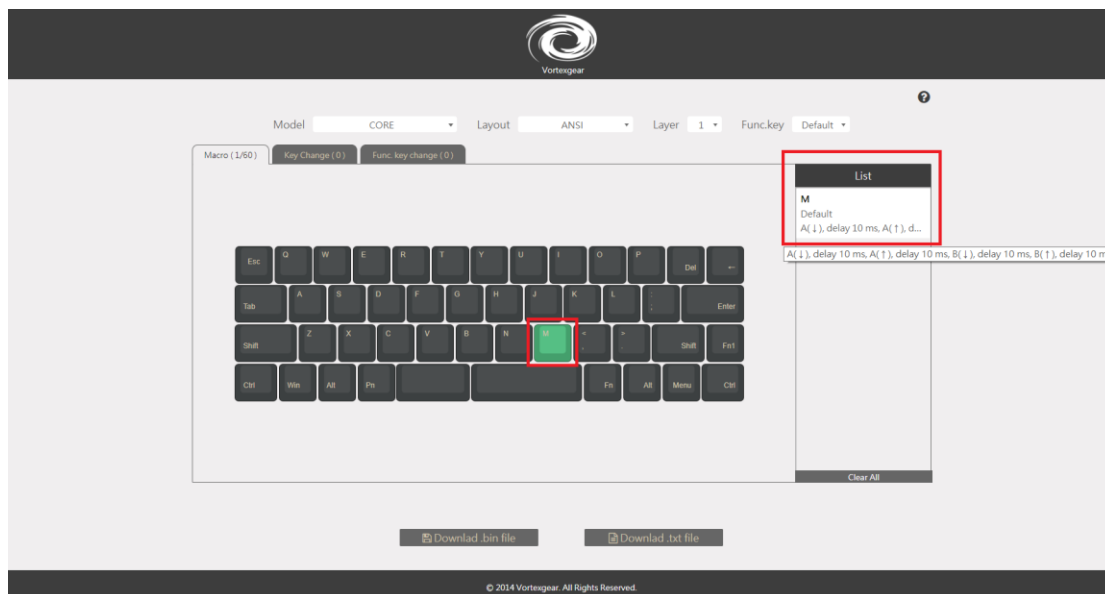 Vortexgear
Model CORE Layout ANSI Layer 1 Func.key Default
Macro (1/60) Key Change ( 0 ) Func. key change ( 0 )
List
M
Default
A(↓), delay 10 ms, A(↑), d...
A(↓), delay 10 ms, A(↑), delay 10 ms, B(↓), delay 10 ms, B(↑), delay 10 m
Esc Q W E R T Y U I O P Del ←
Tab A S D F G H J K L : ; Enter
Shift Z X C V B N M < , > . Shift Fn1
Ctrl Win Alt Pn Fn Alt Menu Ctrl
Clear All
Downlad .bin file Downlad .txt file
© 2014 Vortexgear. All Rights Reserved.